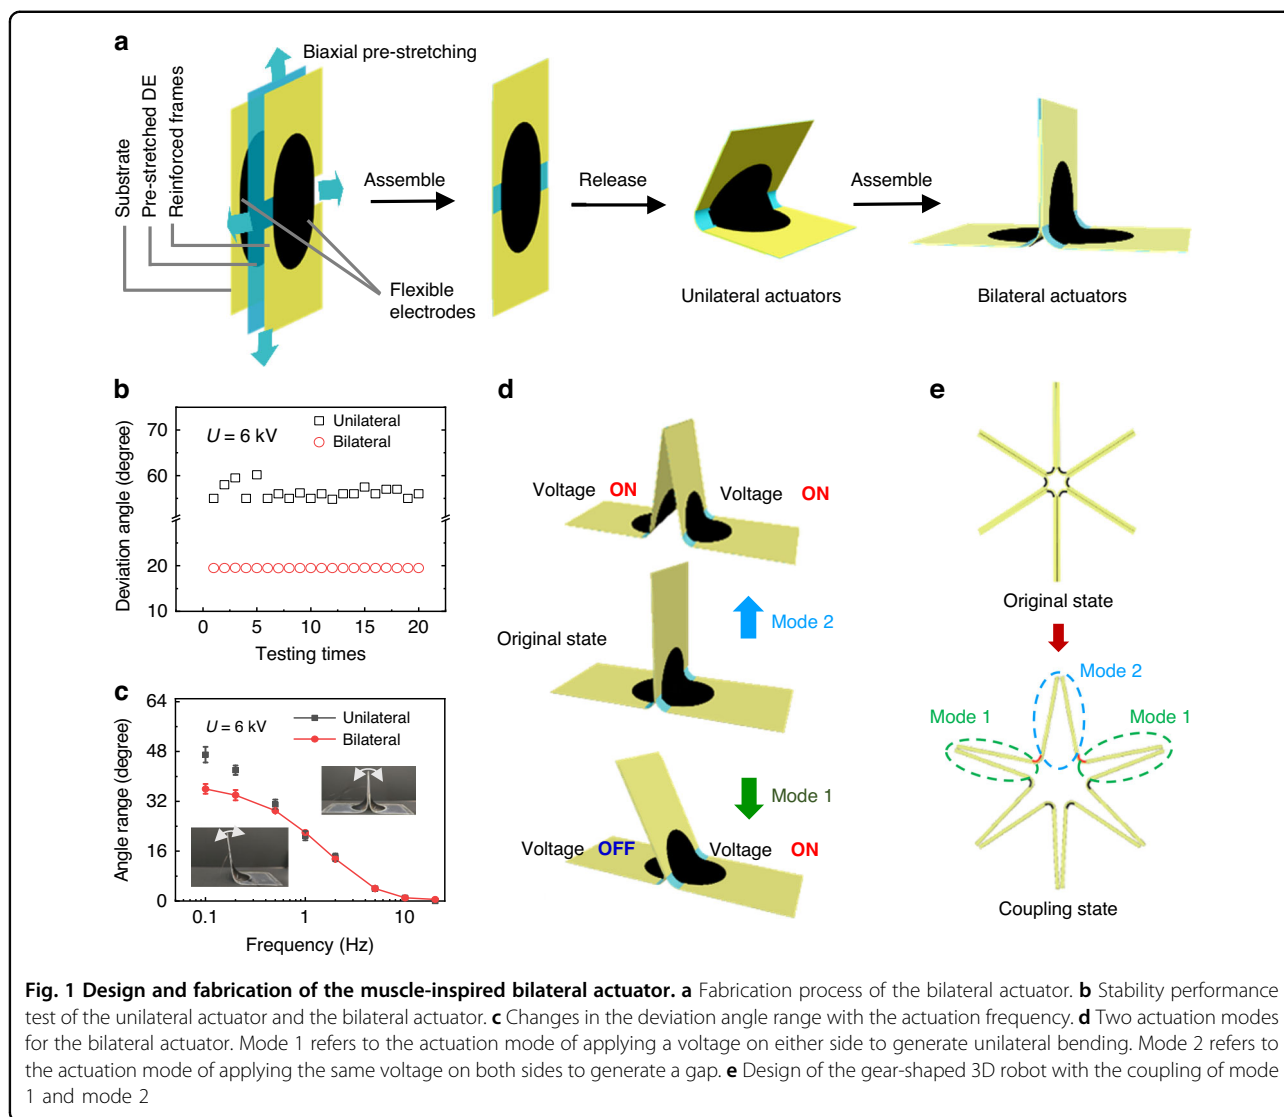 a
Biaxial pre-stretching
Substrate
Pre-stretched DE
Reinforced frames
Assemble
Release
Assemble
Flexible
electrodes
Unilateral actuators
Bilateral actuators
b
Deviation angle (degree)
70
60
20
10
U = 6 kV
Unilateral
Bilateral
0 5 10 15 20
Testing times
c
Angle range (degree)
64
48
32
16
0
U = 6 kV
Unilateral
Bilateral
0.1 1 10
Frequency (Hz)
d
Voltage ON
Voltage ON
Mode 2
Original state
Mode 1
Voltage OFF
Voltage ON
e
Original state
Mode 2
Mode 1
Mode 1
Coupling state
Fig. 1 Design and fabrication of the muscle-inspired bilateral actuator. a Fabrication process of the bilateral actuator. b Stability performance
test of the unilateral actuator and the bilateral actuator. c Changes in the deviation angle range with the actuation frequency. d Two actuation modes
for the bilateral actuator. Mode 1 refers to the actuation mode of applying a voltage on either side to generate unilateral bending. Mode 2 refers to
the actuation mode of applying the same voltage on both sides to generate a gap. e Design of the gear-shaped 3D robot with the coupling of mode
1 and mode 2